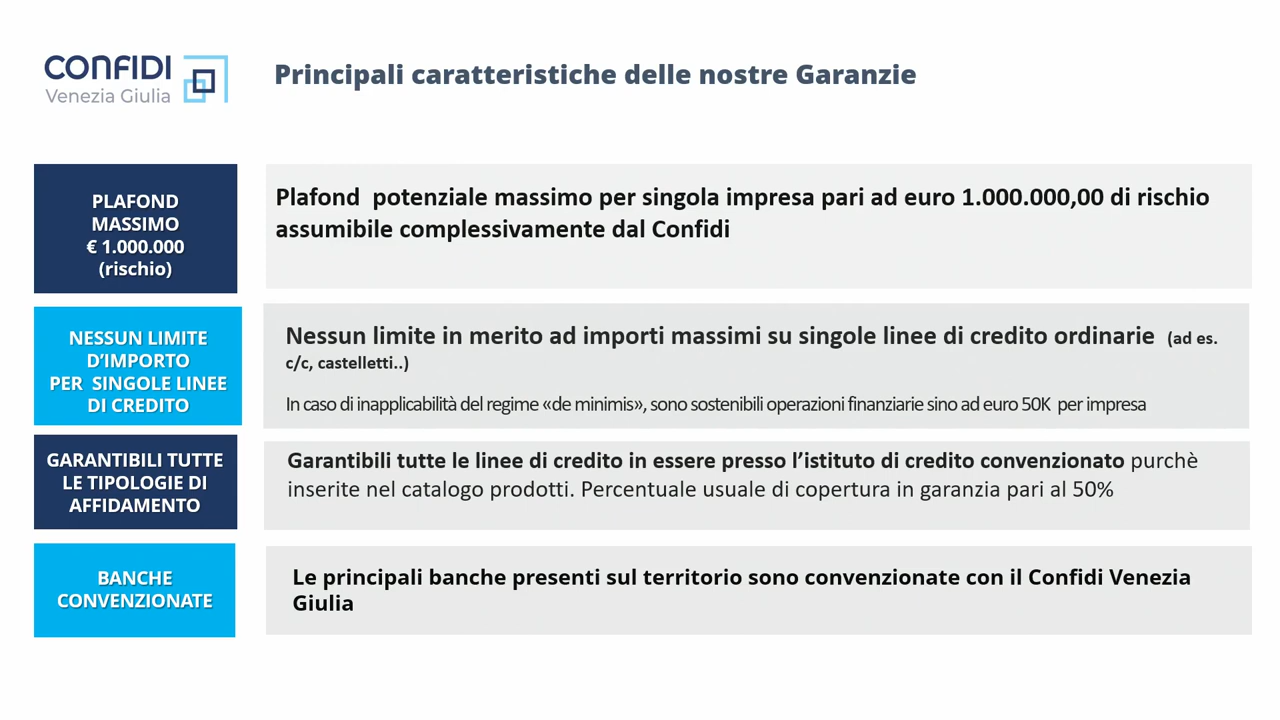 CONFIDI
Venezia Giulia
Principali caratteristiche delle nostre Garanzie
PLAFOND
MASSIMO
€ 1.000.000
(rischio)
Plafond potenziale massimo per singola impresa pari ad euro 1.000.000,00 di rischio
assumibile complessivamente dal Confidi
NESSUN LIMITE
D’IMPORTO
PER SINGOLE LINEE
DI CREDITO
Nessun limite in merito ad importi massimi su singole linee di credito ordinarie (ad es.
c/c, castelletti..)
In caso di inapplicabilità del regime «de minimis», sono sostenibili operazioni finanziarie sino ad euro 50K per impresa
GARANTIBILI TUTTE
LE TIPOLOGIE DI
AFFIDAMENTO
Garantibili tutte le linee di credito in essere presso l’istituto di credito convenzionato purchè
inserite nel catalogo prodotti. Percentuale usuale di copertura in garanzia pari al 50%
BANCHE
CONVENZIONATE
Le principali banche presenti sul territorio sono convenzionate con il Confidi Venezia
Giulia